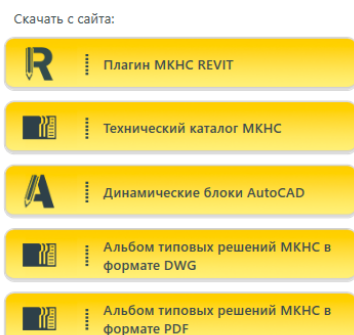 Скачать с сайта:
Плагин МКНС REVIT
Технический каталог МКНС
Динамические блоки AutoCAD
Альбом типовых решений МКНС в
формате DWG
Альбом типовых решений МКНС в
формате PDF